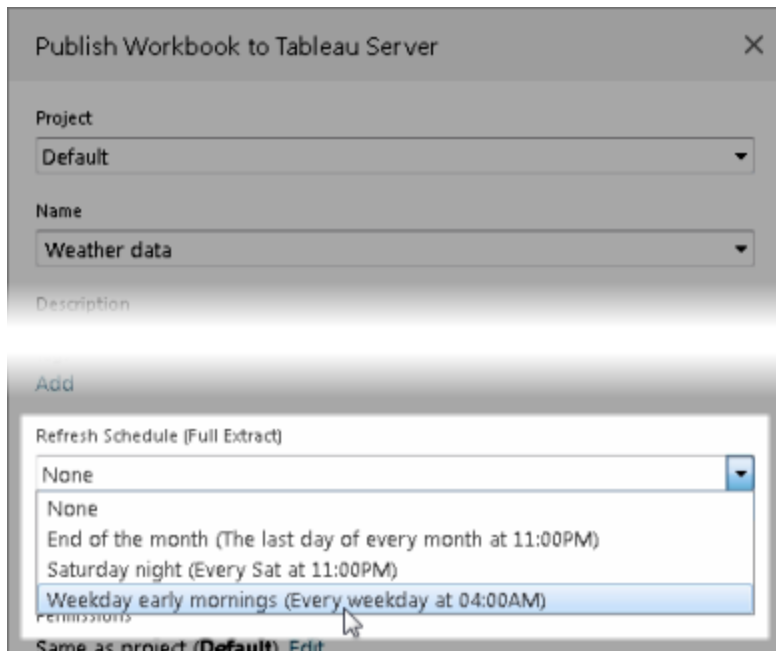 Publish Workbook to Tableau Server
Project
Default
Name
Weather data
Description
Add
Refresh Schedule (Full Extract)
None
None
End of the month (The last day of every month at 11:00PM)
Saturday night (Every Sat at 11:00PM)
Weekday early mornings (Every weekday at 04:00AM)
Permissions
Same as project (Default) Edit